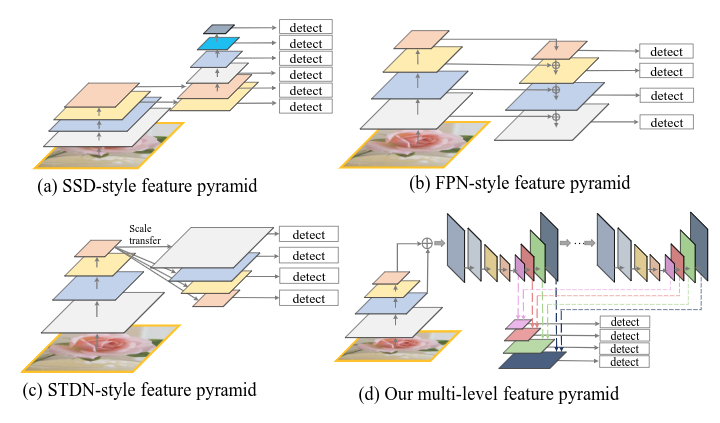 detect
detect
detect
detect
detect
detect
(a) SSD-style feature pyramid
detect
detect
detect
detect
(b) FPN-style feature pyramid
Scale
transfer
detect
detect
detect
detect
(c) STDN-style feature pyramid
...
detect
detect
detect
detect
(d) Our multi-level feature pyramid